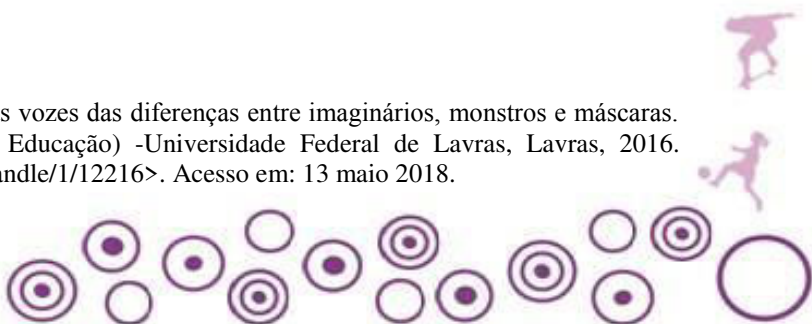 s vozes das diferenças entre imaginários, monstros e máscaras.
Educação) -Universidade Federal de Lavras, Lavras, 2016.
andle/1/12216>. Acesso em: 13 maio 2018.